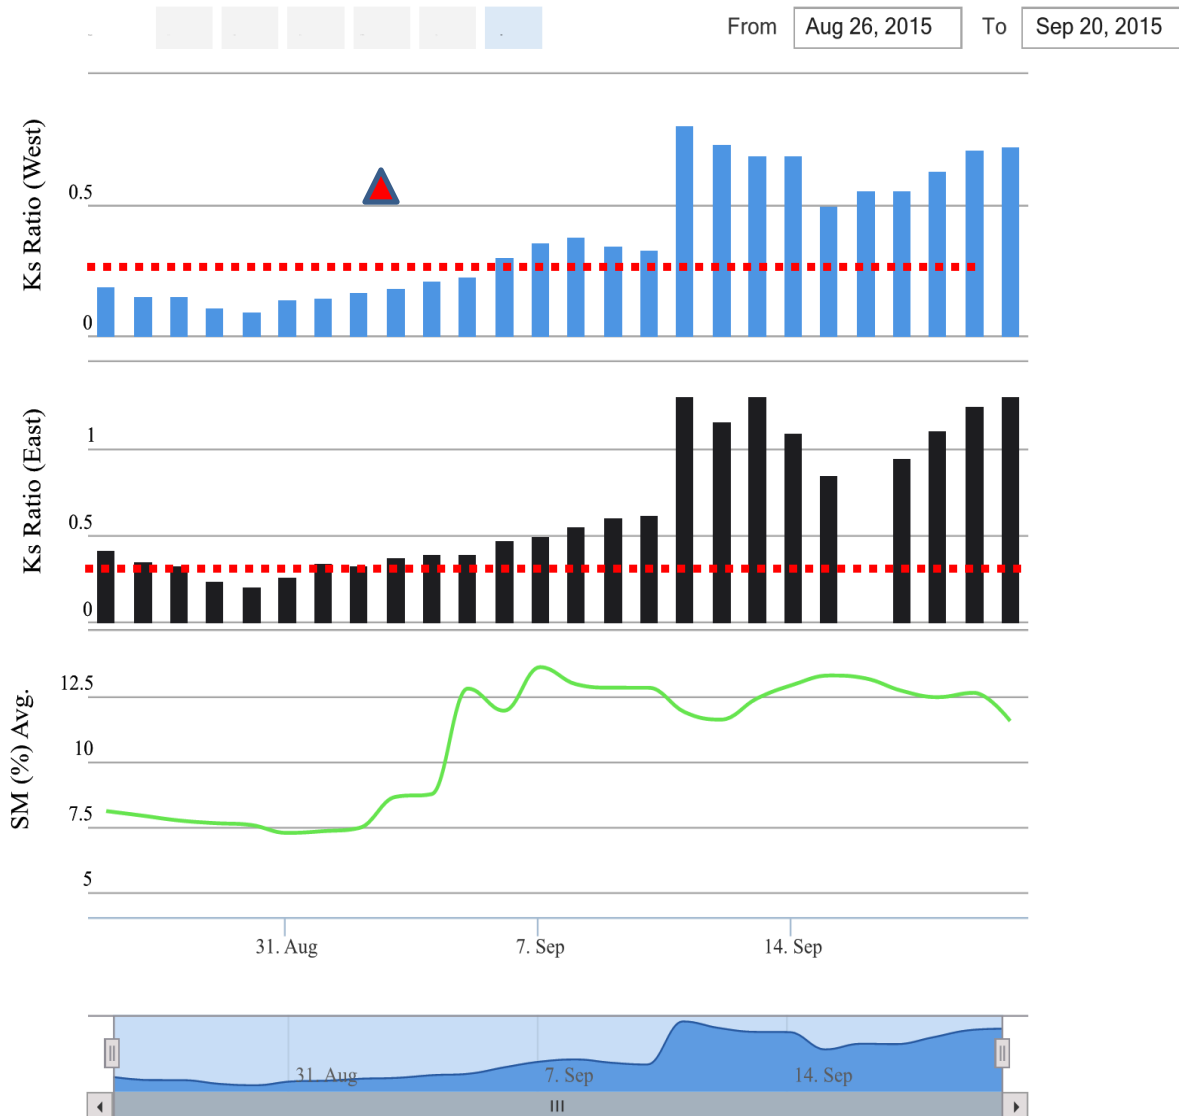 From Aug 26, 2015 To Sep 20, 2015
Ks Ratio (West)
0.5
0
Ks Ratio (East)
1
0.5
0
SM (%) Avg.
12.5
10
7.5
5
31. Aug 7. Sep 14. Sep
31. Aug 7. Sep 14. Sep